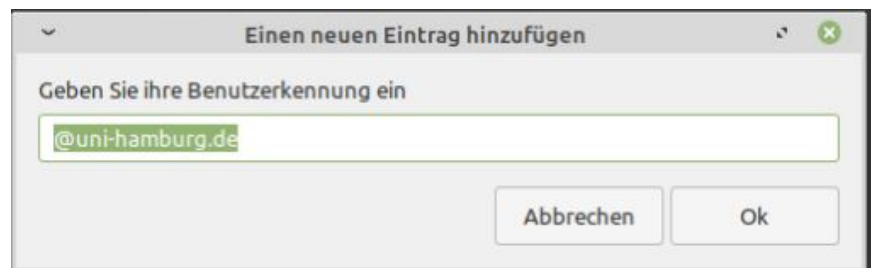 Einen neuen Eintrag hinzufügen
Geben Sie ihre Benutzerkennung ein
@uni-hamburg.de
Abbrechen Ok